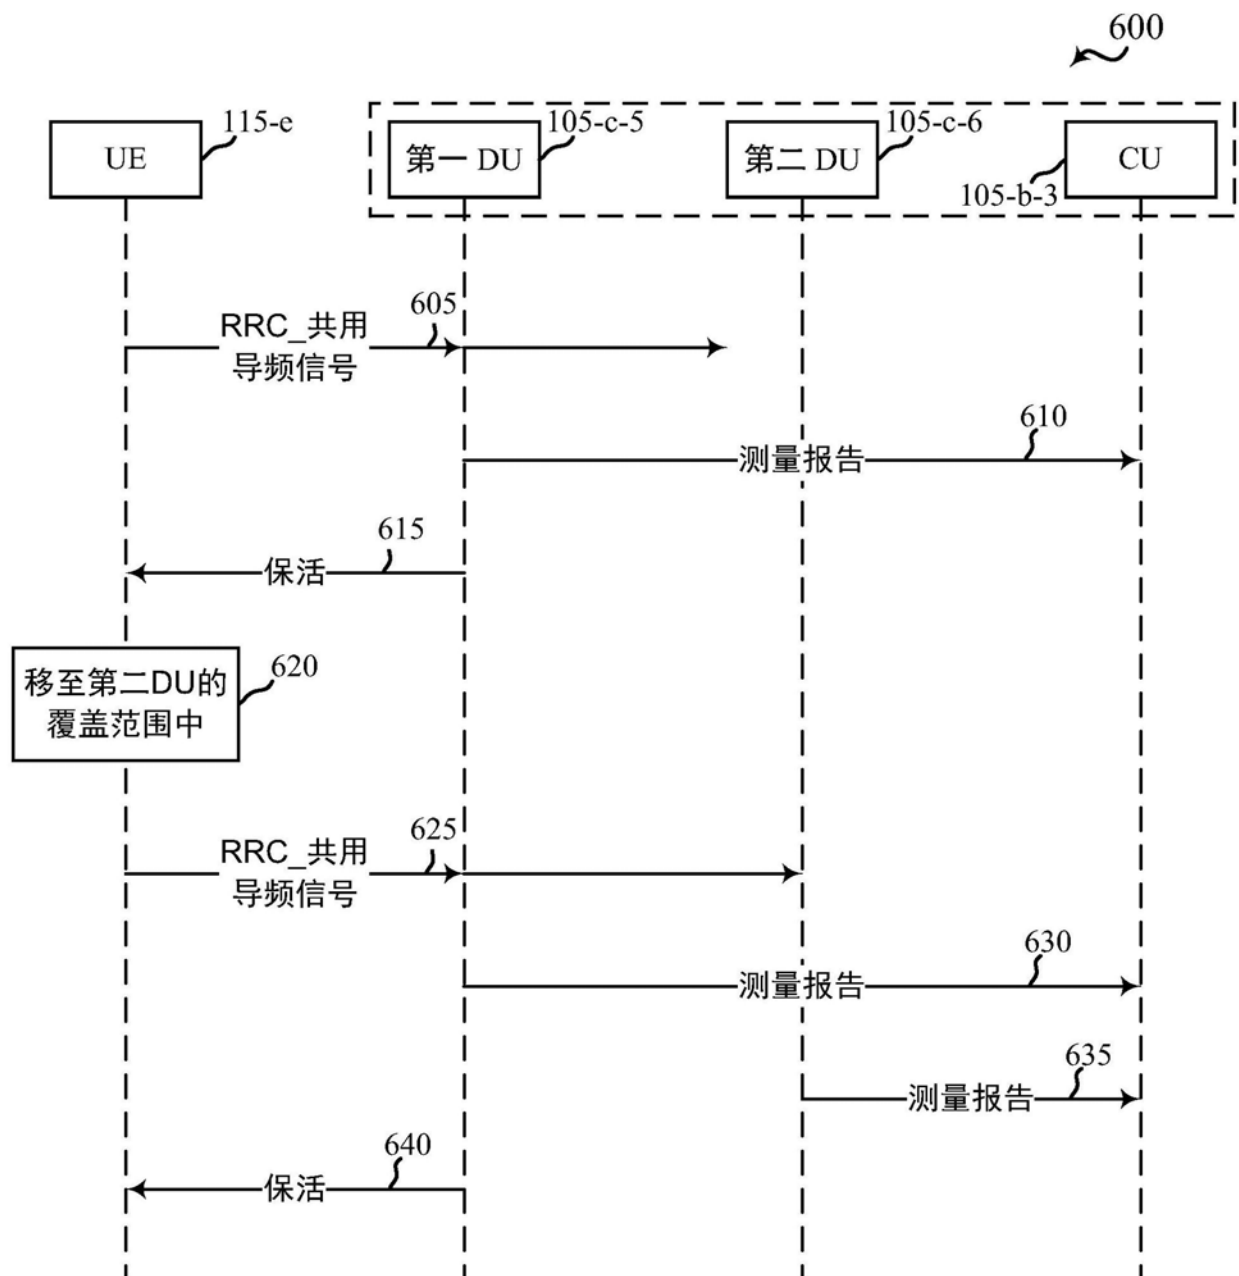 600
115-e
105-c-5
105-c-6
UE
第一 DU
第二 DU
CU
105-b-3
605
RRC_共用
导频信号
610
测量报告
615
保活
620
移至第二DU的
覆盖范围中
625
RRC_共用
导频信号
630
测量报告
635
测量报告
640
保活